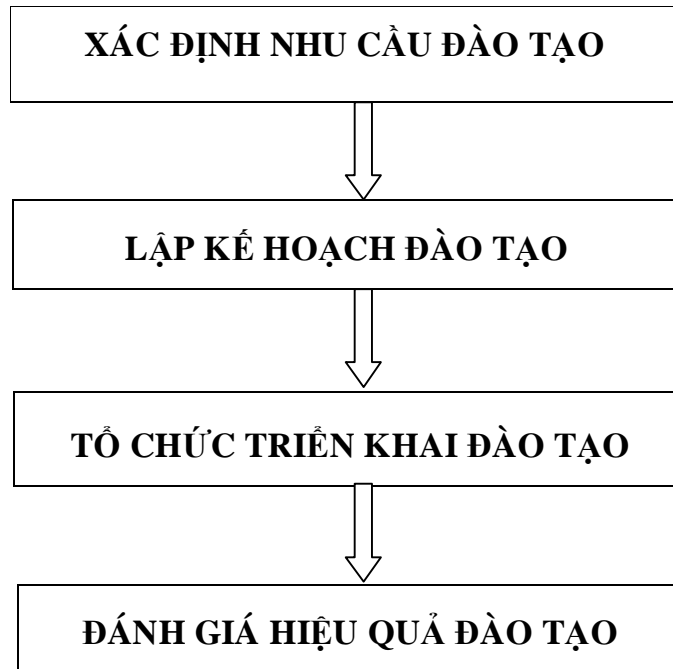 XÁC ĐỊNH NHU CẦU ĐÀO TẠO
LẬP KẾ HOẠCH ĐÀO TẠO
TỔ CHỨC TRIỂN KHAI ĐÀO TẠO
ĐÁNH GIÁ HIỆU QUẢ ĐÀO TẠO